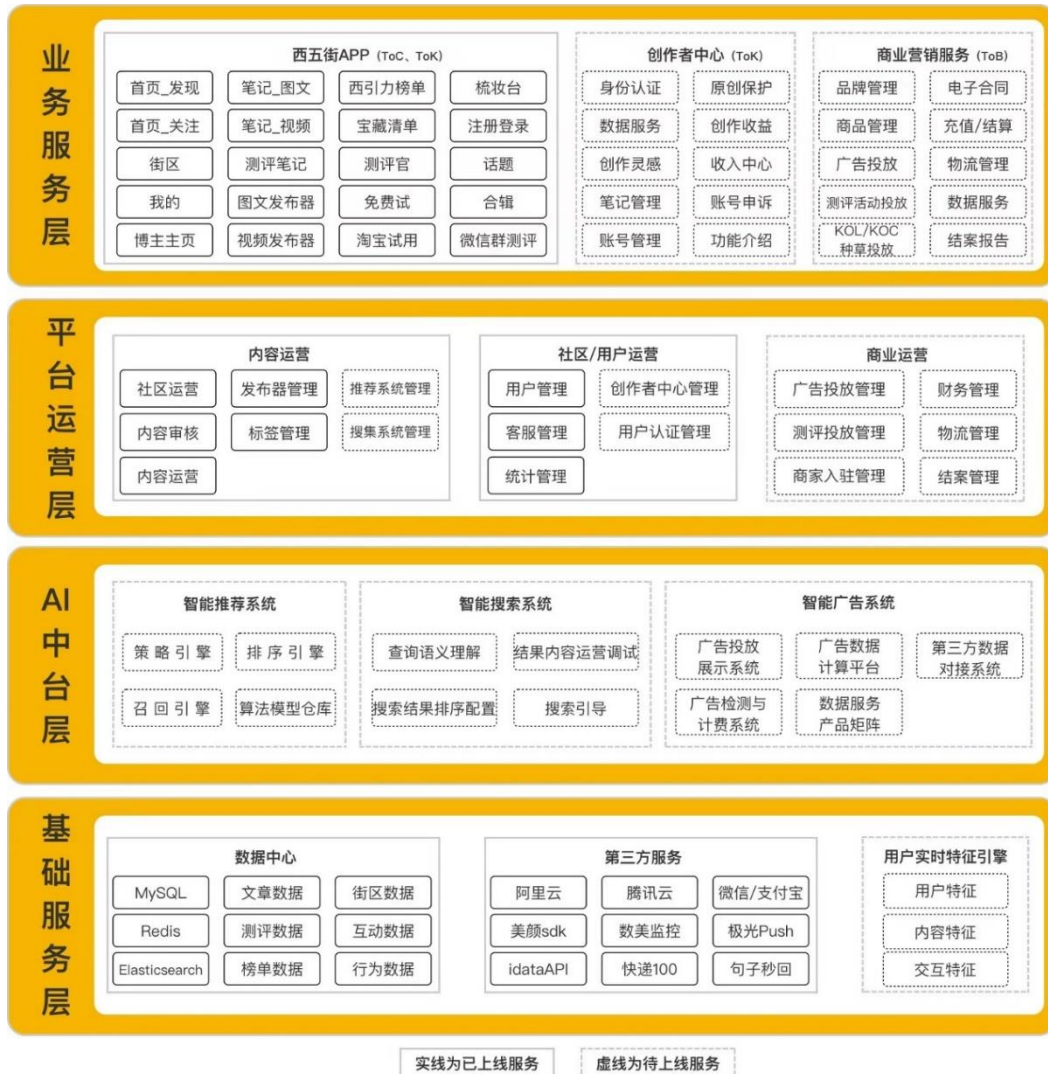 业务服务层
西五街APP（ToC、ToK）
首页_发现 笔记_图文 西引力榜单 梳妆台
首页_关注 笔记_视频 宝藏清单 注册登录
街区 测评笔记 测评官 话题
我的 图文发布器 免费试 合辑
博主主页 视频发布器 淘宝试用 微信群测评
创作者中心（ToK）
身份认证 原创保护
数据服务 创作收益
创作灵感 收入中心
笔记管理 账号申诉
账号管理 功能介绍
商业营销服务（ToB）
品牌管理 电子合同
商品管理 充值/结算
广告投放 物流管理
测评活动投放 数据服务
KOL/KOC
种草投放 结案报告
平台运营层
内容运营
社区运营 发布器管理 推荐系统管理
内容审核 标签管理 搜集系统管理
内容运营
社区/用户运营
用户管理 创作者中心管理
客服管理 用户认证管理
统计管理
商业运营
广告投放管理 财务管理
测评投放管理 物流管理
商家入驻管理 结案管理
AI中台层
智能推荐系统
策略引擎 排序引擎
召回引擎 算法模型仓库
智能搜索系统
查询语义理解 结果内容运营调试
搜索结果排序配置 搜索引导
智能广告系统
广告投放 广告数据 第三方数据
展示系统 计算平台 对接系统
广告检测与 数据服务
计费系统 产品矩阵
基础服务层
数据中心
MySQL 文章数据 街区数据
Redis 测评数据 互动数据
Elasticsearch 榜单数据 行为数据
第三方服务
阿里云 腾讯云 微信/支付宝
美颜sdk 数美监控 极光Push
idataAPI 快递100 句子秒回
用户实时特征引擎
用户特征
内容特征
交互特征
实线为已上线服务 虚线为待上线服务